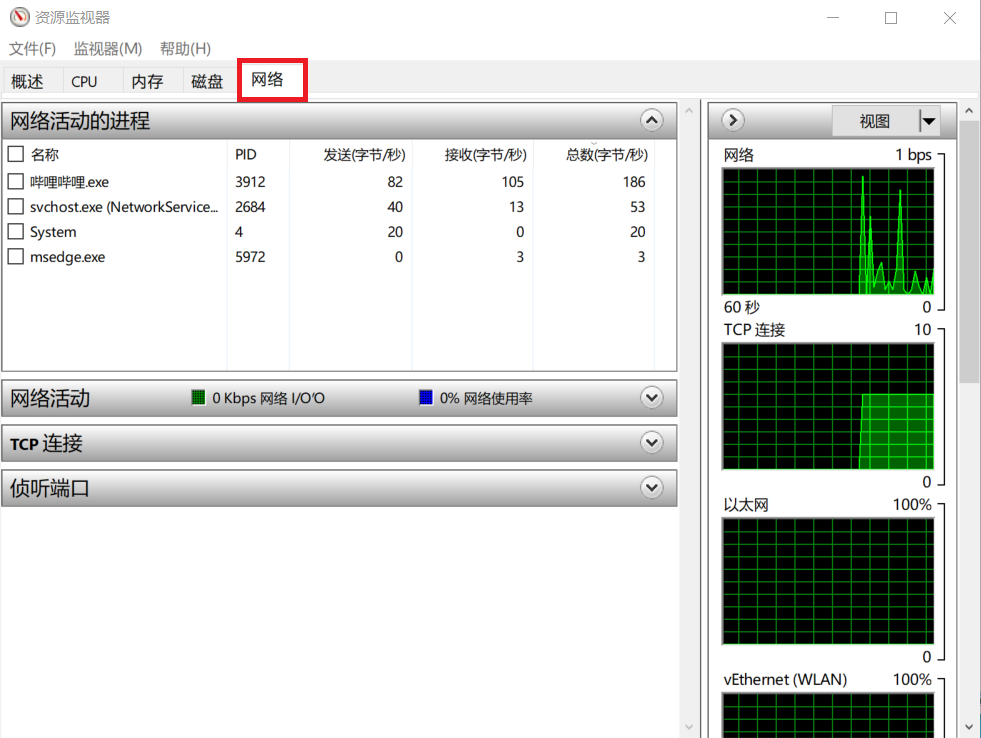 资源监视器
文件(F) 监视器(M) 帮助(H)
概述 CPU 内存 磁盘 网络
网络活动的进程
名称 PID 发送(字节/秒) 接收(字节/秒) 总数(字节/秒)
哔哩哔哩.exe 3912 82 105 186
svchost.exe (NetworkService... 2684 40 13 53
System 4 20 0 20
msedge.exe 5972 0 3 3
网络活动 0 Kbps 网络 I/O'O 0% 网络使用率
TCP 连接
侦听端口
视图
网络 1 bps
60 秒 0
TCP 连接 10
0
以太网 100%
0
vEthernet (WLAN) 100%